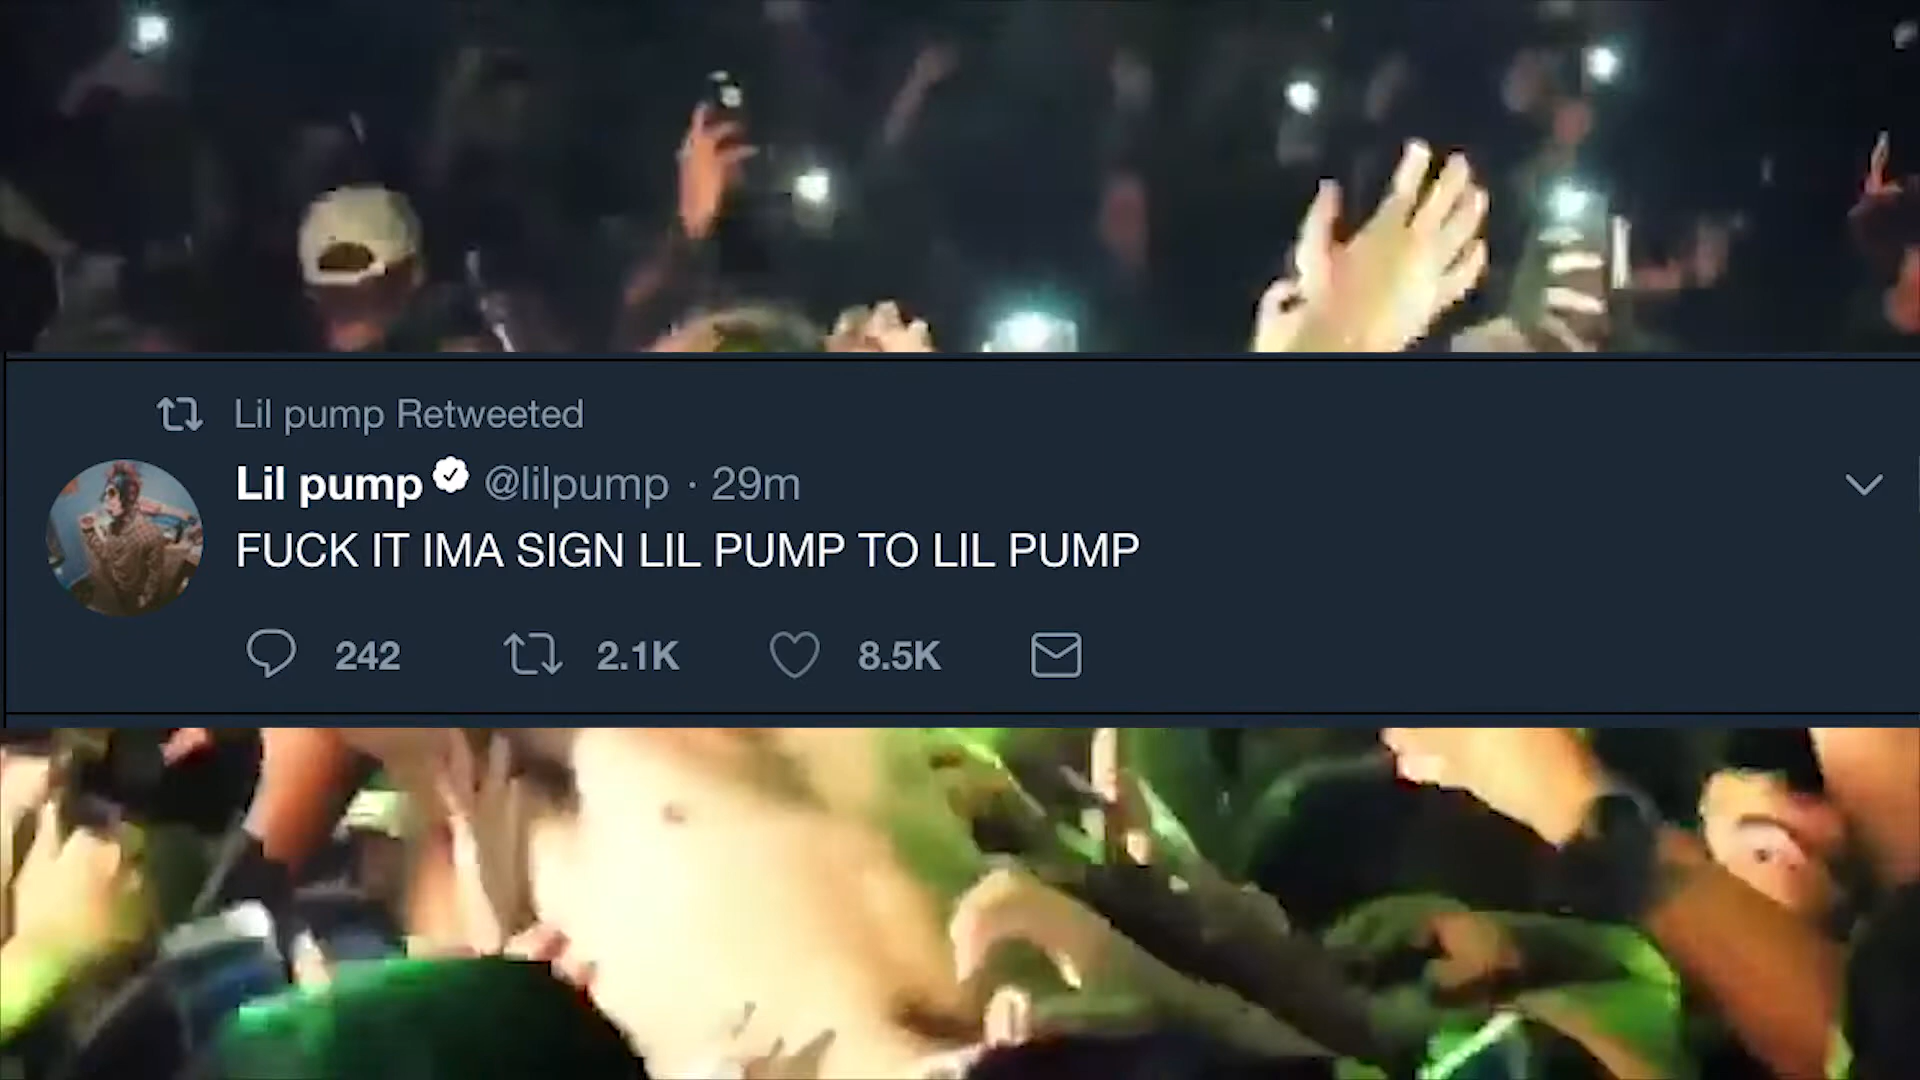 Lil pump Retweeted
Lil pump @lilpump · 29m
FUCK IT IMA SIGN LIL PUMP TO LIL PUMP
242 2.1K 8.5K